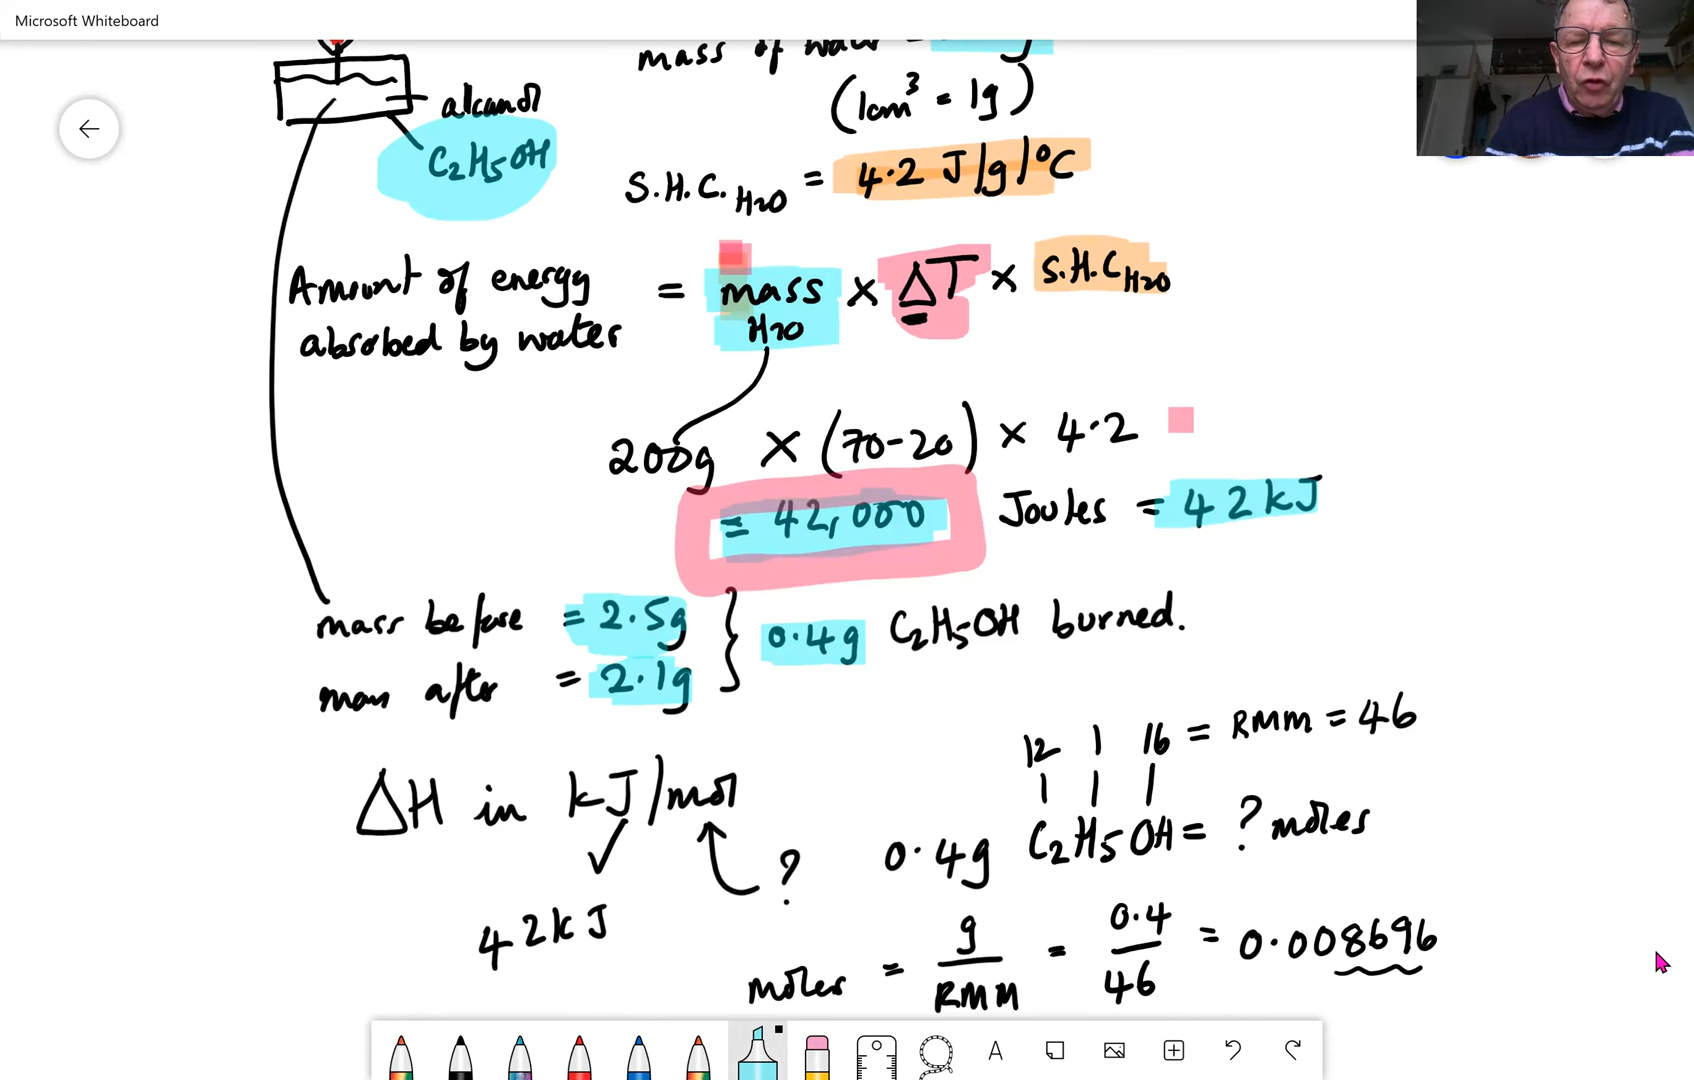 Microsoft Whiteboard
mass of water =
(1cm³ = 1g)
alcanol
C₂H₅OH
S.H.C. H₂O = 4.2 J/g/°C
Amount of energy absorbed by water = mass H₂O × ΔT × S.H.C H₂O
200g × (70-20) × 4.2
= 42,000 Joules = 42kJ
mass before = 2.5g
mass after = 2.1g
} 0.4g C₂H₅OH burned.
12 1 16 = RMM = 46
ΔH in kJ/mol
0.4g C₂H₅OH = ? moles
?
42kJ
moles = g/RMM = 0.4/46 = 0.008696
A